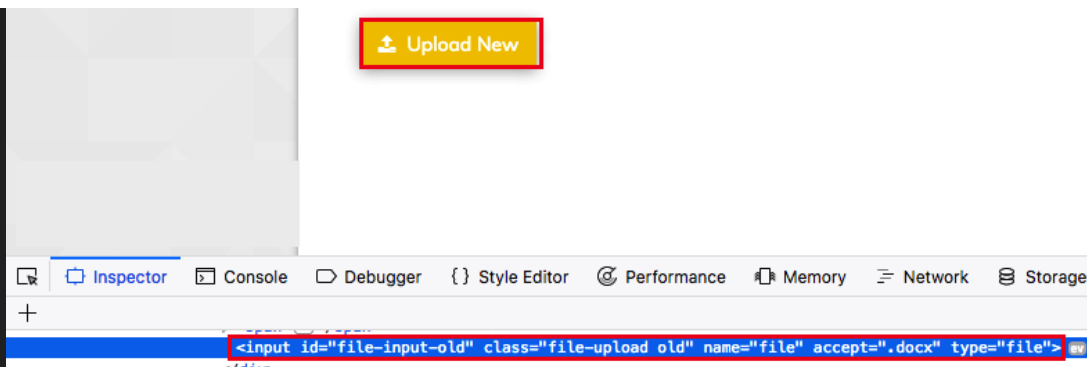 Upload New
Inspector Console Debugger {} Style Editor Performance Memory Network Storage
+
<input id="file-input-old" class="file-upload old" name="file" accept=".docx" type="file"> ev